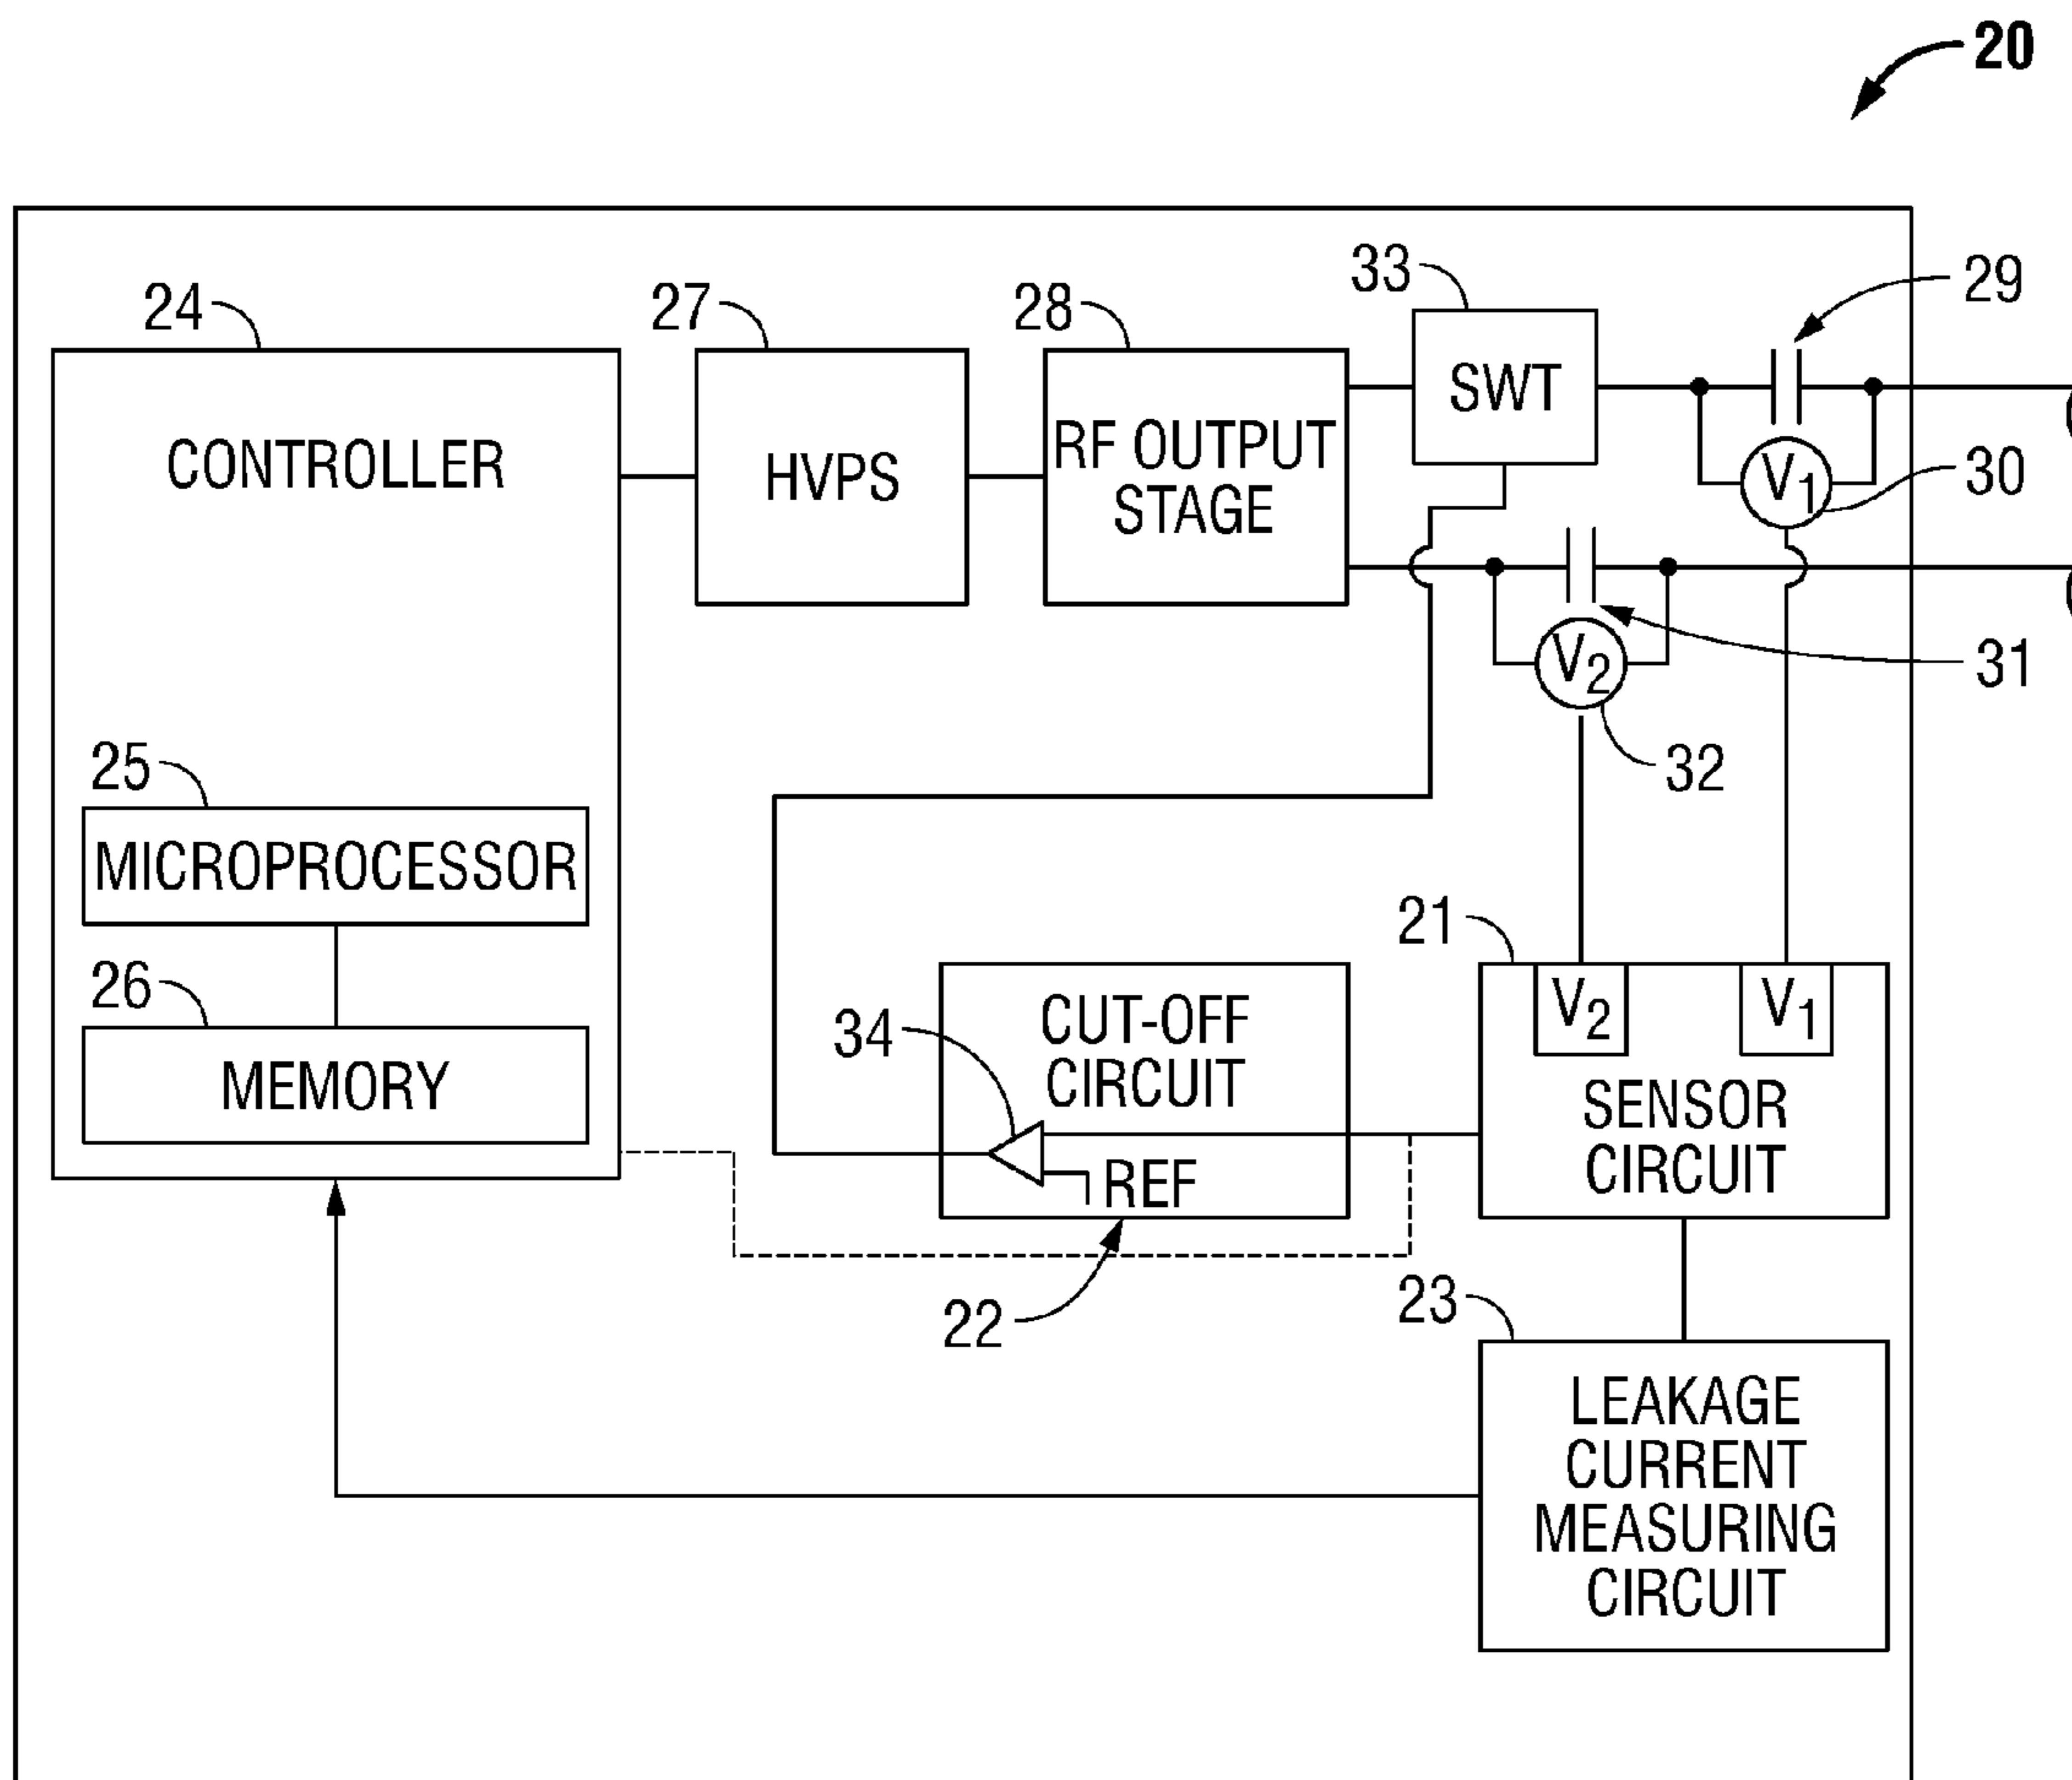 20
33
29
24
27
28
SWT
CONTROLLER
HVPS
RF OUTPUT
STAGE
V1
30
V2
31
32
25
MICROPROCESSOR
21
26
MEMORY
34
CUT-OFF
CIRCUIT
REF
V2
V1
SENSOR
CIRCUIT
22
23
LEAKAGE
CURRENT
MEASURING
CIRCUIT